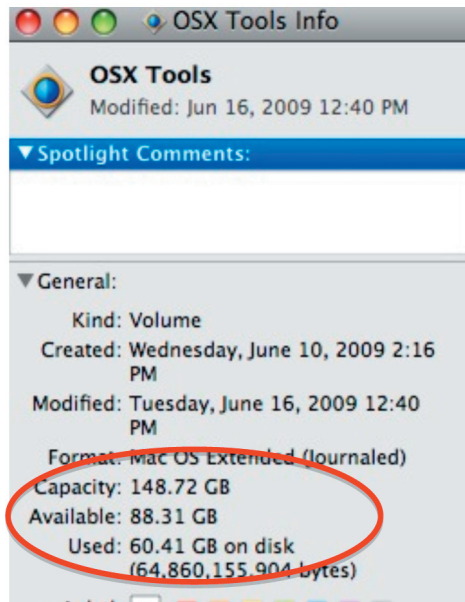 OSX Tools Info
OSX Tools
Modified: Jun 16, 2009 12:40 PM
Spotlight Comments:
General:
Kind: Volume
Created: Wednesday, June 10, 2009 2:16
PM
Modified: Tuesday, June 16, 2009 12:40
PM
Format: Mac OS Extended (Journaled)
Capacity: 148.72 GB
Available: 88.31 GB
Used: 60.41 GB on disk
(64,860,155,904 bytes)